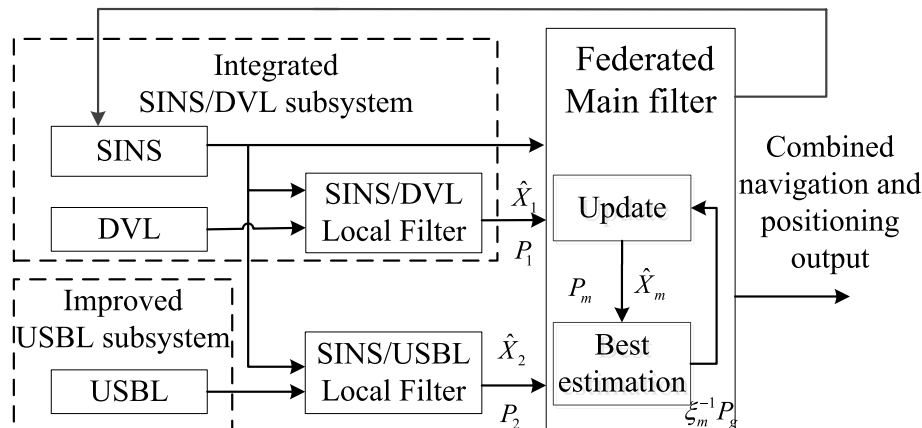 Integrated
SINS/DVL subsystem
SINS
DVL
SINS/DVL
Local Filter
X̂₁
P₁
Improved
USBL subsystem
USBL
SINS/USBL
Local Filter
X̂₂
P₂
Federated
Main filter
Update
Pₘ X̂ₘ
Best
estimation
ξₘ⁻¹P_g
Combined
navigation and
positioning
output